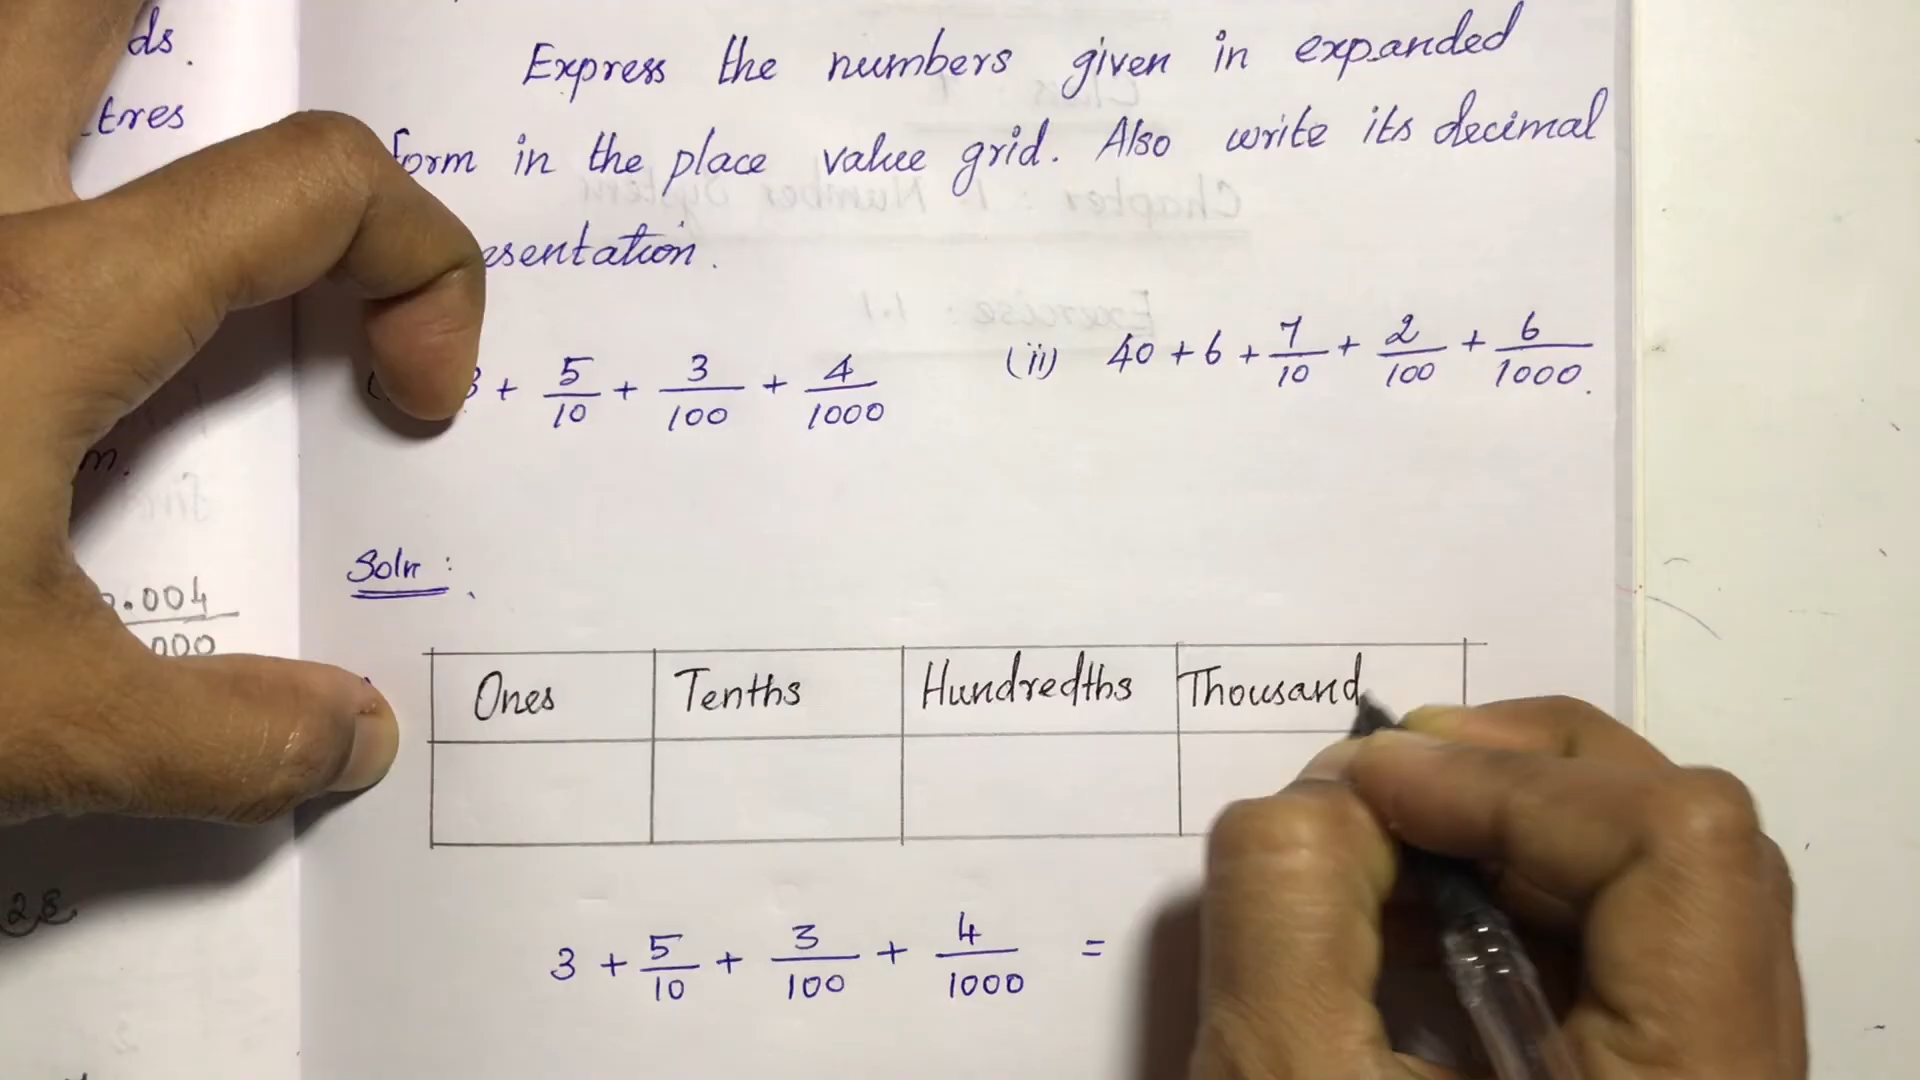 ds.
tres
Express the numbers given in expanded
form in the place value grid. Also write its decimal
esentation.
3 + 5/10 + 3/100 + 4/1000
(ii) 40 + 6 + 7/10 + 2/100 + 6/1000.
m.
Soln :
.004
000
Ones Tenths Hundredths Thousand
28
3 + 5/10 + 3/100 + 4/1000 =